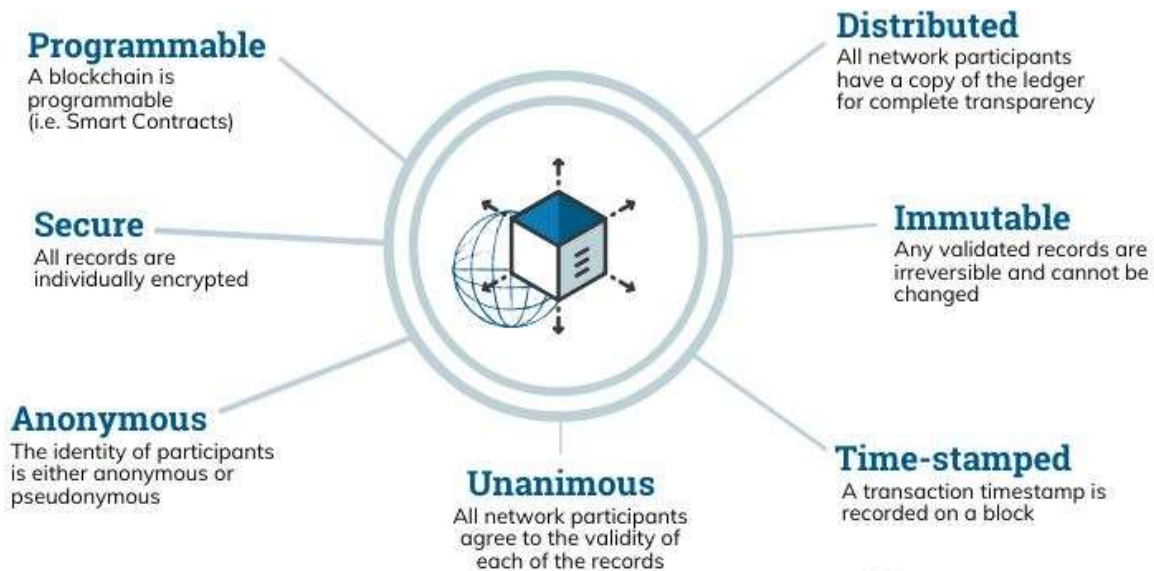 Programmable
A blockchain is
programmable
(i.e. Smart Contracts)
Secure
All records are
individually encrypted
Anonymous
The identity of participants
is either anonymous or
pseudonymous
Unanimous
All network participants
agree to the validity of
each of the records
Distributed
All network participants
have a copy of the ledger
for complete transparency
Immutable
Any validated records are
irreversible and cannot be
changed
Time-stamped
A transaction timestamp is
recorded on a block